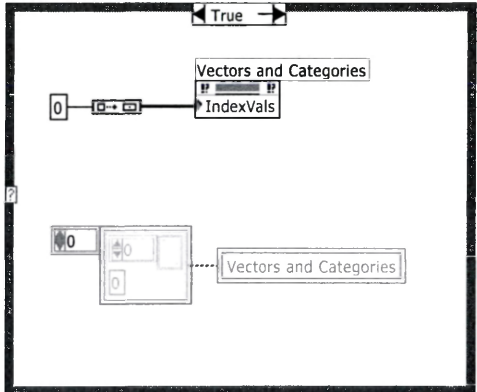 True
Vectors and Categories
0
IndexVals
?
0
0
0
Vectors and Categories